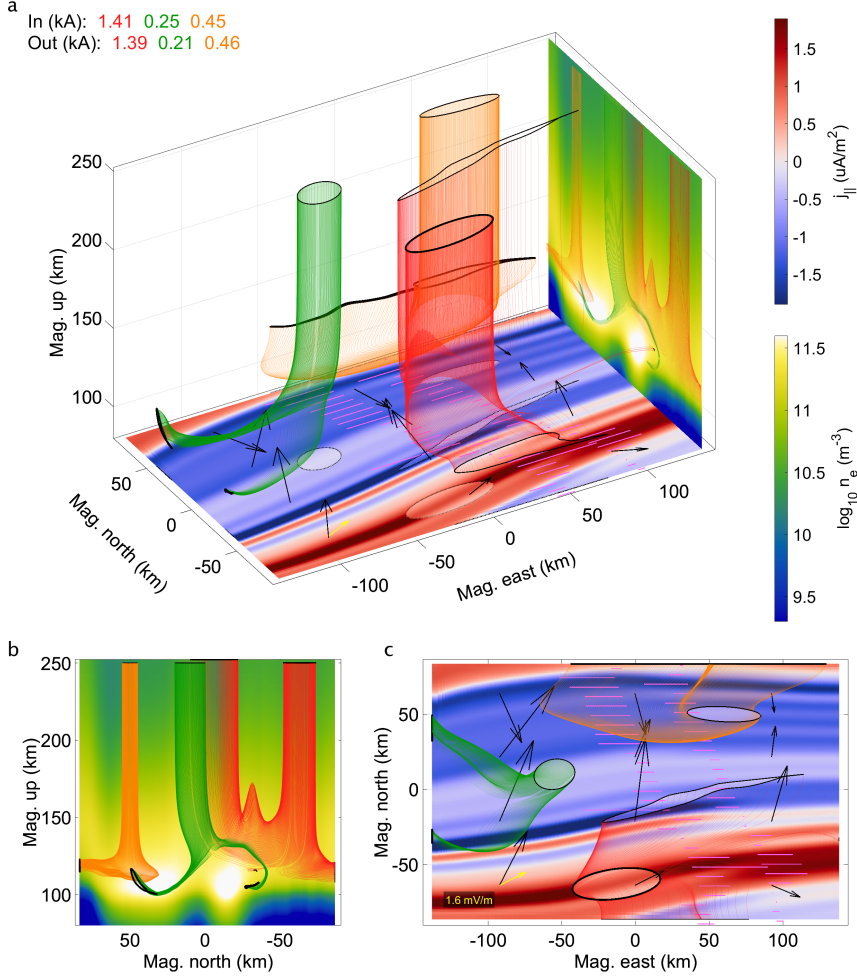 a
In (kA): 1.41 0.25 0.45
Out (kA): 1.39 0.21 0.46
250
200
150
100
Mag. up (km)
50
0
-50
Mag. north (km)
-100
-50
0
50
100
Mag. east (km)
1.5
1
0.5
0
-0.5
-1
-1.5
j|| (uA/m²)
11.5
11
10.5
10
9.5
log₁₀ nₑ (m⁻³)
b
250
200
150
100
Mag. up (km)
50
0
-50
Mag. north (km)
c
50
0
-50
Mag. north (km)
1.6 mV/m
-100
-50
0
50
100
Mag. east (km)